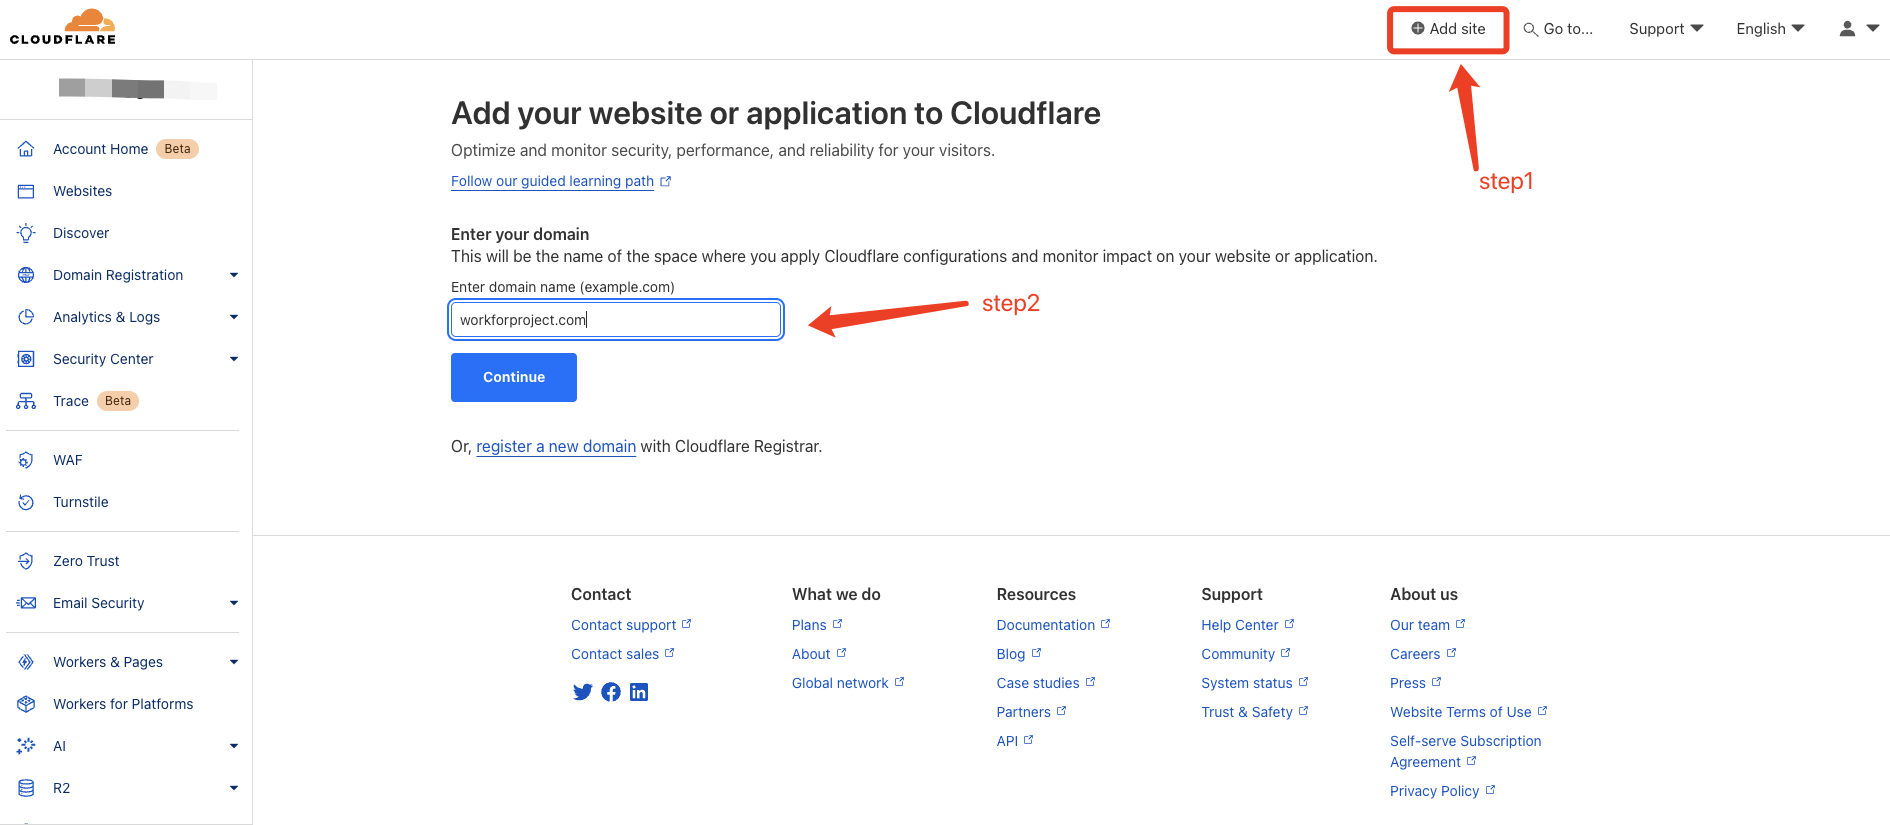 CLOUDFLARE
Add site
Go to...
Support
English
Account Home Beta
Websites
Discover
Domain Registration
Analytics & Logs
Security Center
Trace Beta
WAF
Turnstile
Zero Trust
Email Security
Workers & Pages
Workers for Platforms
AI
R2
Add your website or application to Cloudflare
Optimize and monitor security, performance, and reliability for your visitors.
Follow our guided learning path
step1
Enter your domain
This will be the name of the space where you apply Cloudflare configurations and monitor impact on your website or application.
Enter domain name (example.com)
workforproject.com
step2
Continue
Or, register a new domain with Cloudflare Registrar.
Contact
Contact support
Contact sales
What we do
Plans
About
Global network
Resources
Documentation
Blog
Case studies
Partners
API
Support
Help Center
Community
System status
Trust & Safety
About us
Our team
Careers
Press
Website Terms of Use
Self-serve Subscription
Agreement
Privacy Policy